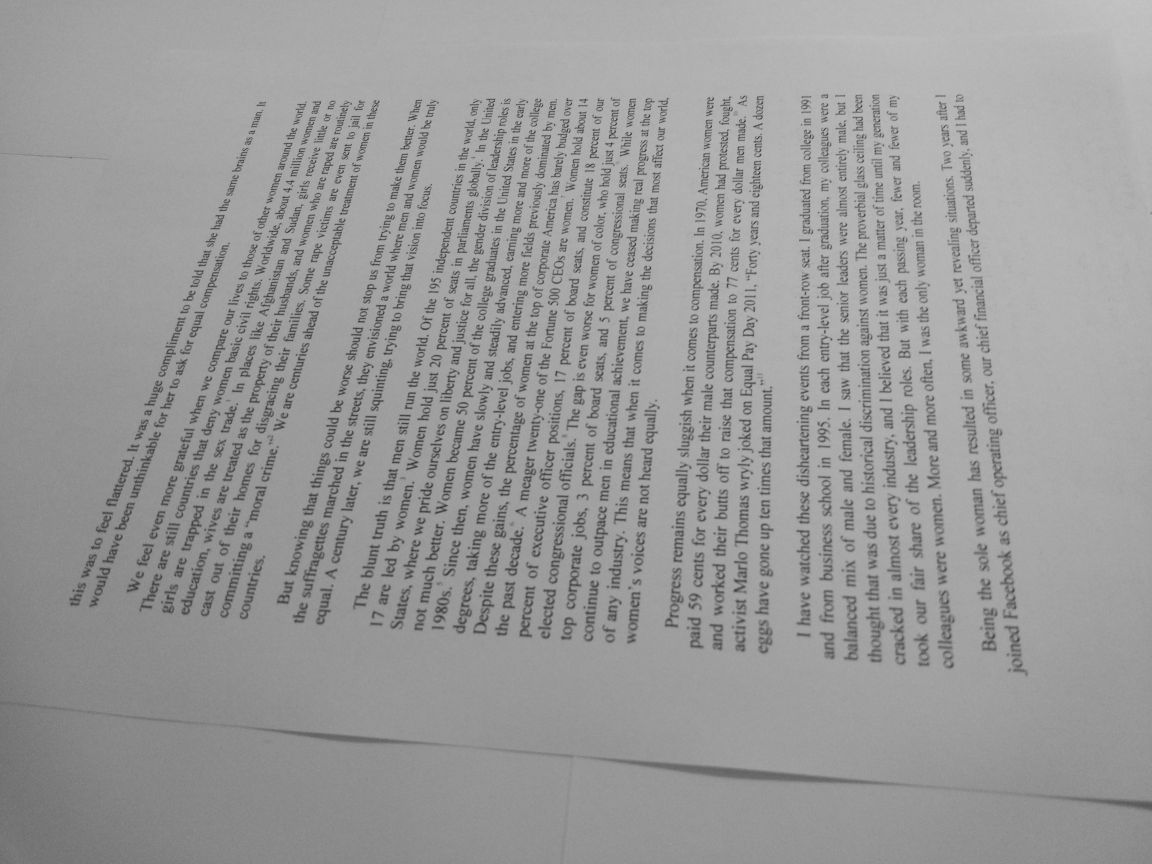 this was to feel flattered. It was a huge compliment to be told that she had the same brains as a man. It
would have been unthinkable for her to ask for equal compensation.
We feel even more grateful when we compare our lives to those of other women around the world.
There are still countries that deny women basic civil rights. Worldwide, about 4.4 million women and
girls are trapped in the sex trade.¹ In places like Afghanistan and Sudan, girls receive little or no
education, wives are treated as the property of their husbands, and women who are raped are routinely
cast out of their homes for disgracing their families. Some rape victims are even sent to jail for
committing a “moral crime.”² We are centuries ahead of the unacceptable treatment of women in these
countries.
But knowing that things could be worse should not stop us from trying to make them better. When
the suffragettes marched in the streets, they envisioned a world where men and women would be truly
equal. A century later, we are still squinting, trying to bring that vision into focus.
The blunt truth is that men still run the world. Of the 195 independent countries in the world, only
17 are led by women.³ Women hold just 20 percent of seats in parliaments globally.⁴ In the United
States, where we pride ourselves on liberty and justice for all, the gender division of leadership roles is
not much better. Women became 50 percent of the college graduates in the United States in the early
1980s.⁵ Since then, women have slowly and steadily advanced, earning more and more of the college
degrees, taking more of the entry-level jobs, and entering more fields previously dominated by men.
Despite these gains, the percentage of women at the top of corporate America has barely budged over
the past decade.⁶ A meager twenty-one of the Fortune 500 CEOs are women. Women hold about 14
percent of executive officer positions, 17 percent of board seats, and constitute 18 percent of our
elected congressional officials.⁷ The gap is even worse for women of color, who hold just 4 percent of
top corporate jobs, 3 percent of board seats, and 5 percent of congressional seats. While women
continue to outpace men in educational achievement, we have ceased making real progress at the top
of any industry. This means that when it comes to making the decisions that most affect our world,
women’s voices are not heard equally.
Progress remains equally sluggish when it comes to compensation. In 1970, American women were
paid 59 cents for every dollar their male counterparts made. By 2010, women had protested, fought,
and worked their butts off to raise that compensation to 77 cents for every dollar men made. As
activist Marlo Thomas wryly joked on Equal Pay Day 2011, “Forty years and eighteen cents. A dozen
eggs have gone up ten times that amount.”¹¹
I have watched these disheartening events from a front-row seat. I graduated from college in 1991
and from business school in 1995. In each entry-level job after graduation, my colleagues were a
balanced mix of male and female. I saw that the senior leaders were almost entirely male, but I
thought that was due to historical discrimination against women. The proverbial glass ceiling had been
cracked in almost every industry, and I believed that it was just a matter of time until my generation
took our fair share of the leadership roles. But with each passing year, fewer and fewer of my
colleagues were women. More and more often, I was the only woman in the room.
Being the sole woman has resulted in some awkward yet revealing situations. Two years after I
joined Facebook as chief operating officer, our chief financial officer departed suddenly, and I had to